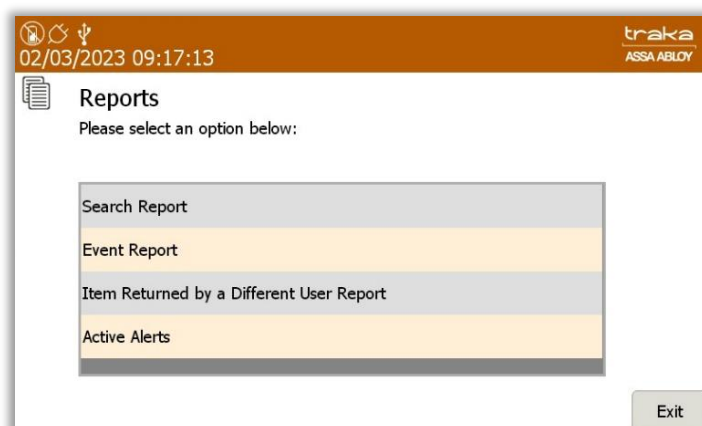 traka
02/03/2023 09:17:13
ASSA ABLOY
Reports
Please select an option below:
Search Report
Event Report
Item Returned by a Different User Report
Active Alerts
Exit